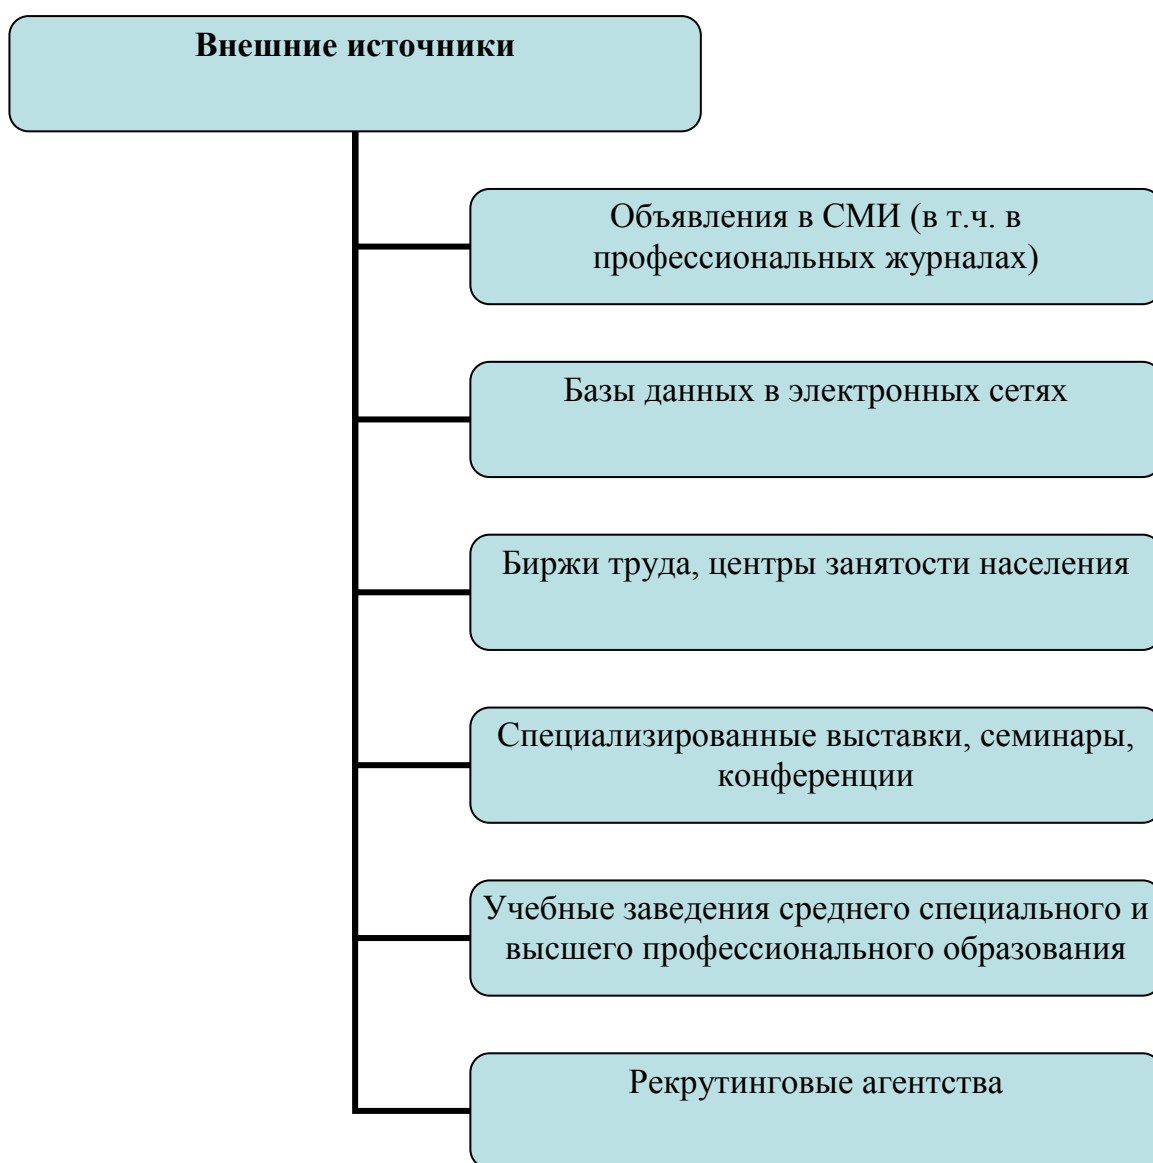 Внешние источники
Объявления в СМИ (в т.ч. в
профессиональных журналах)
Базы данных в электронных сетях
Биржи труда, центры занятости населения
Специализированные выставки, семинары,
конференции
Учебные заведения среднего специального и
высшего профессионального образования
Рекрутинговые агентства